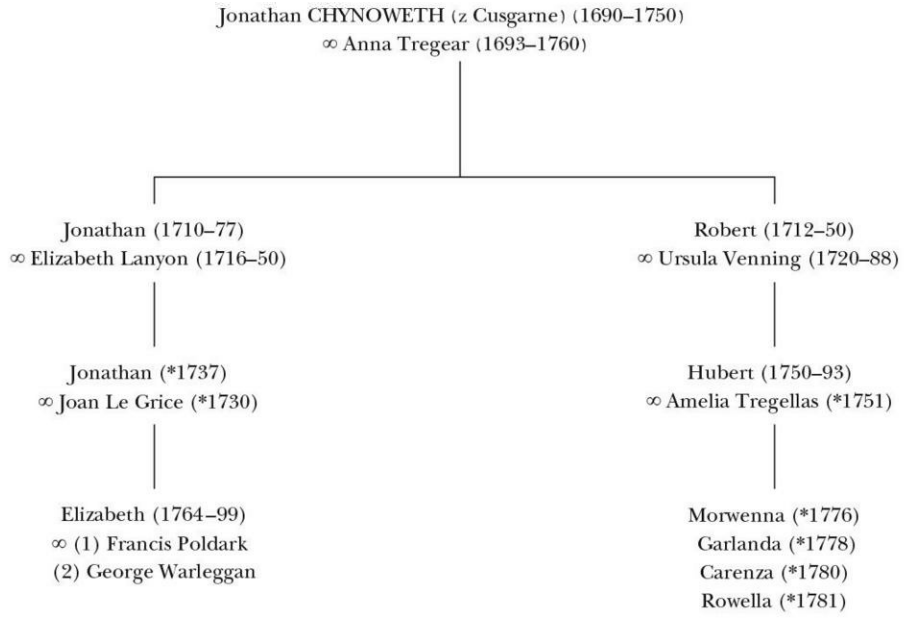 Jonathan CHYNOWETH (z Cusgarne) (1690–1750)
∞ Anna Tregear (1693–1760)
Jonathan (1710–77)
∞ Elizabeth Lanyon (1716–50)
Robert (1712–50)
∞ Ursula Venning (1720–88)
Jonathan (*1737)
∞ Joan Le Grice (*1730)
Hubert (1750–93)
∞ Amelia Tregellas (*1751)
Elizabeth (1764–99)
∞ (1) Francis Poldark
(2) George Warleggan
Morwenna (*1776)
Garlanda (*1778)
Carenza (*1780)
Rowella (*1781)